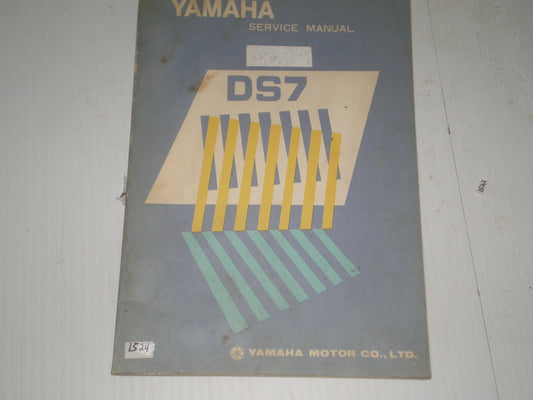 YAMAHA
SERVICE MANUAL
DS7
1524
YAMAHA MOTOR CO., LTD.